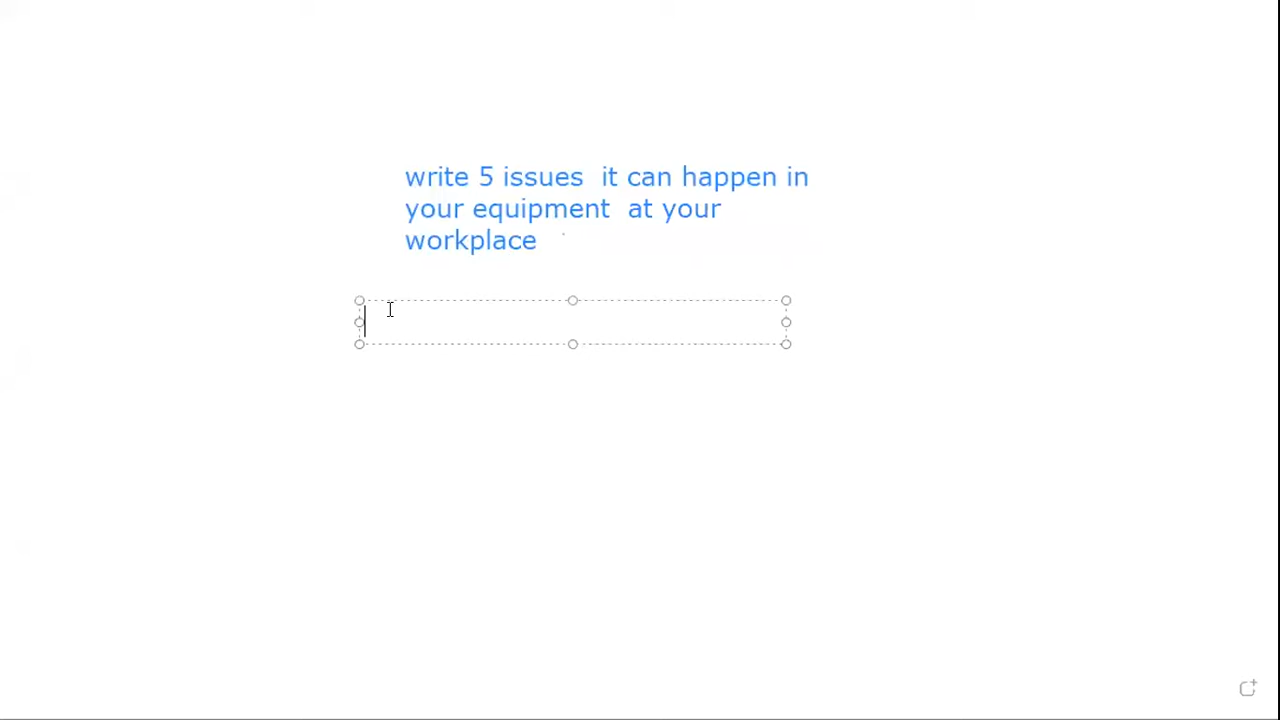 write 5 issues  it can happen in
your equipment  at your
workplace